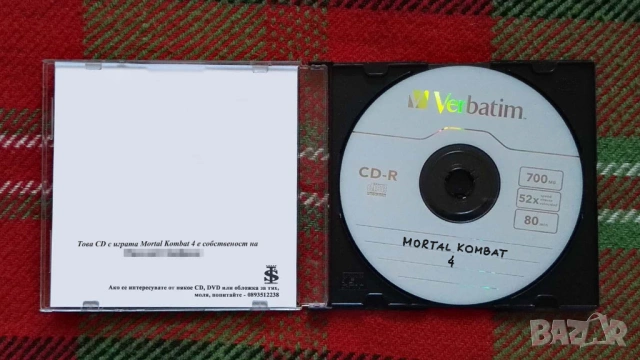 Това CD с играта Mortal Kombat 4 е собственост на
Ако се интересувате от някое CD, DVD или обложка за тях,
моля, попитайте - 0893512238
Verbatim
CD-R
700 MB
52x
80 MIN
MORTAL KOMBAT
4
BAZAR
bg